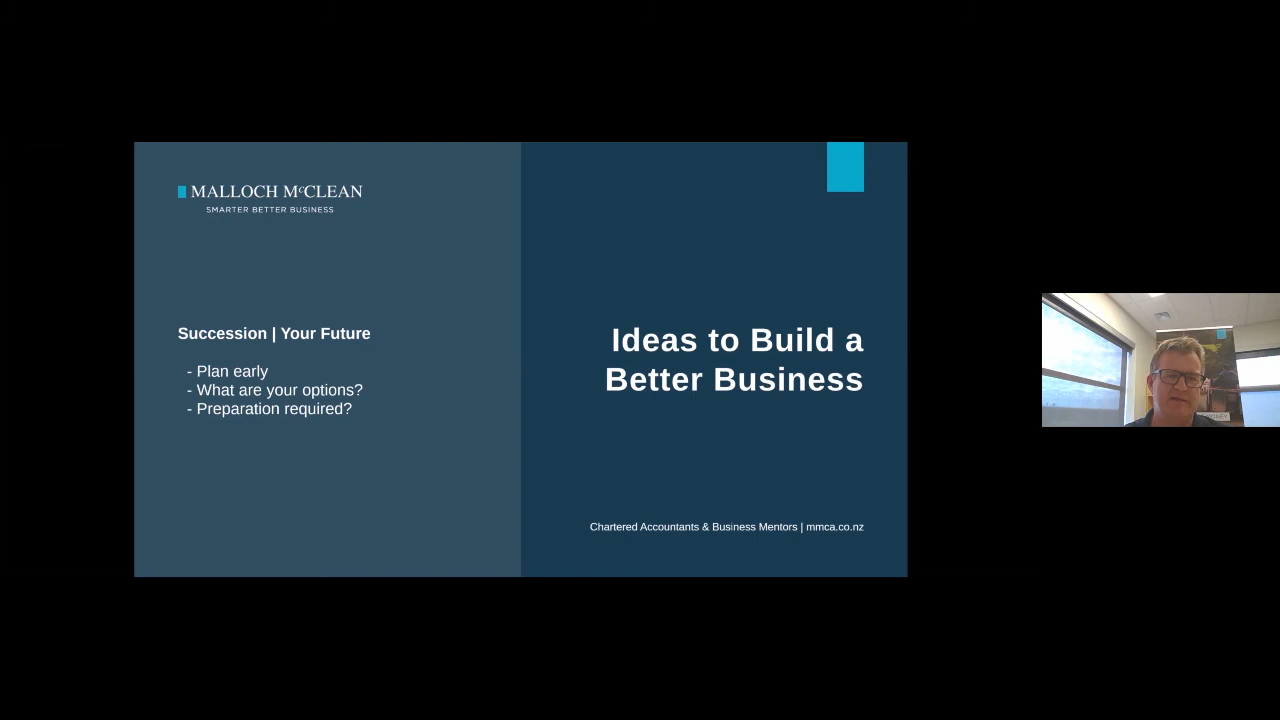 MALLOCH McCLEAN
SMARTER BETTER BUSINESS
Succession | Your Future
- Plan early
- What are your options?
- Preparation required?
Ideas to Build a
Better Business
Chartered Accountants & Business Mentors | mmca.co.nz